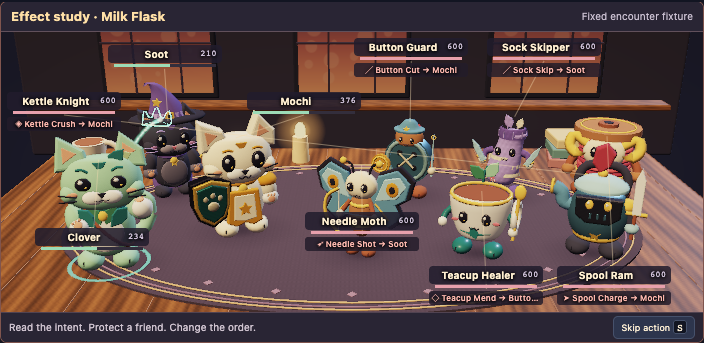 Effect study · Milk Flask
Fixed encounter fixture
Soot 210
Button Guard 600
Button Cut → Mochi
Sock Skipper 600
Sock Skip → Soot
Kettle Knight 600
Kettle Crush → Mochi
Mochi 376
Clover 234
Needle Moth 600
Needle Shot → Soot
Teacup Healer 600
Teacup Mend → Butto...
Spool Ram 600
Spool Charge → Mochi
Read the intent. Protect a friend. Change the order.
Skip action S